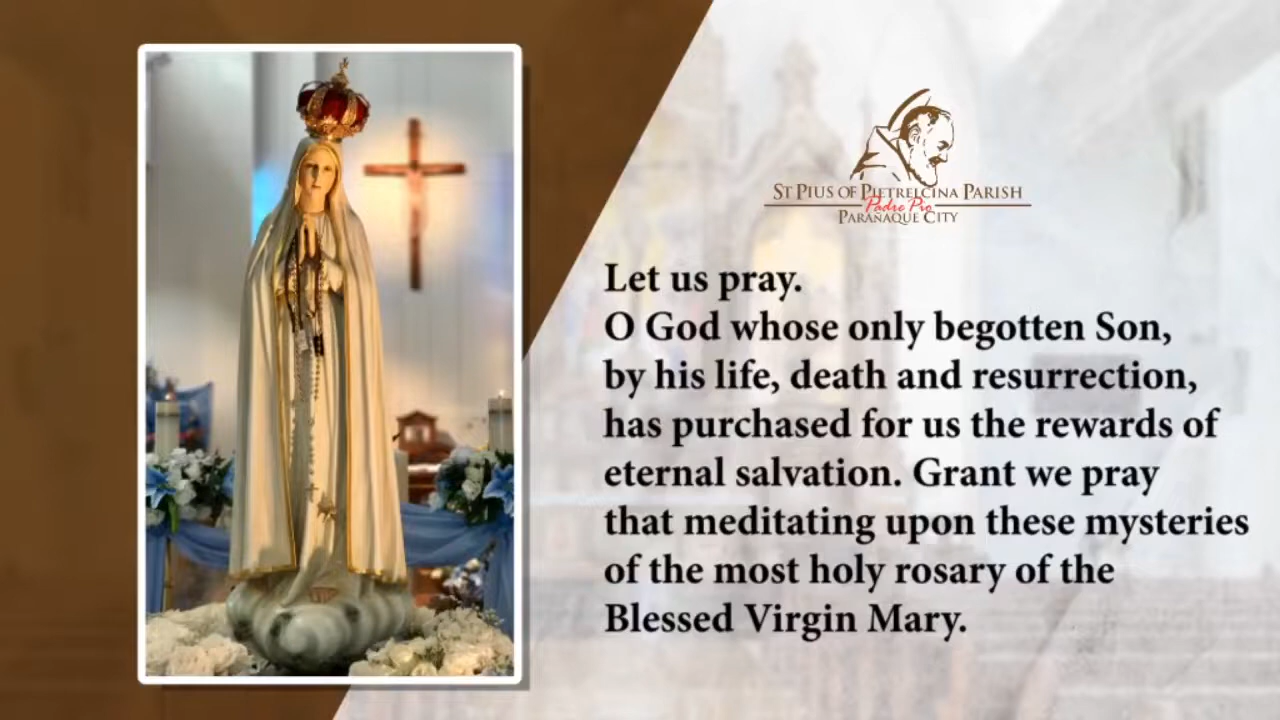 ST PIUS OF PIETRELCINA PARISH
Padre Pio
PARAÑAQUE CITY
Let us pray.
O God whose only begotten Son,
by his life, death and resurrection,
has purchased for us the rewards of
eternal salvation. Grant we pray
that meditating upon these mysteries
of the most holy rosary of the
Blessed Virgin Mary.